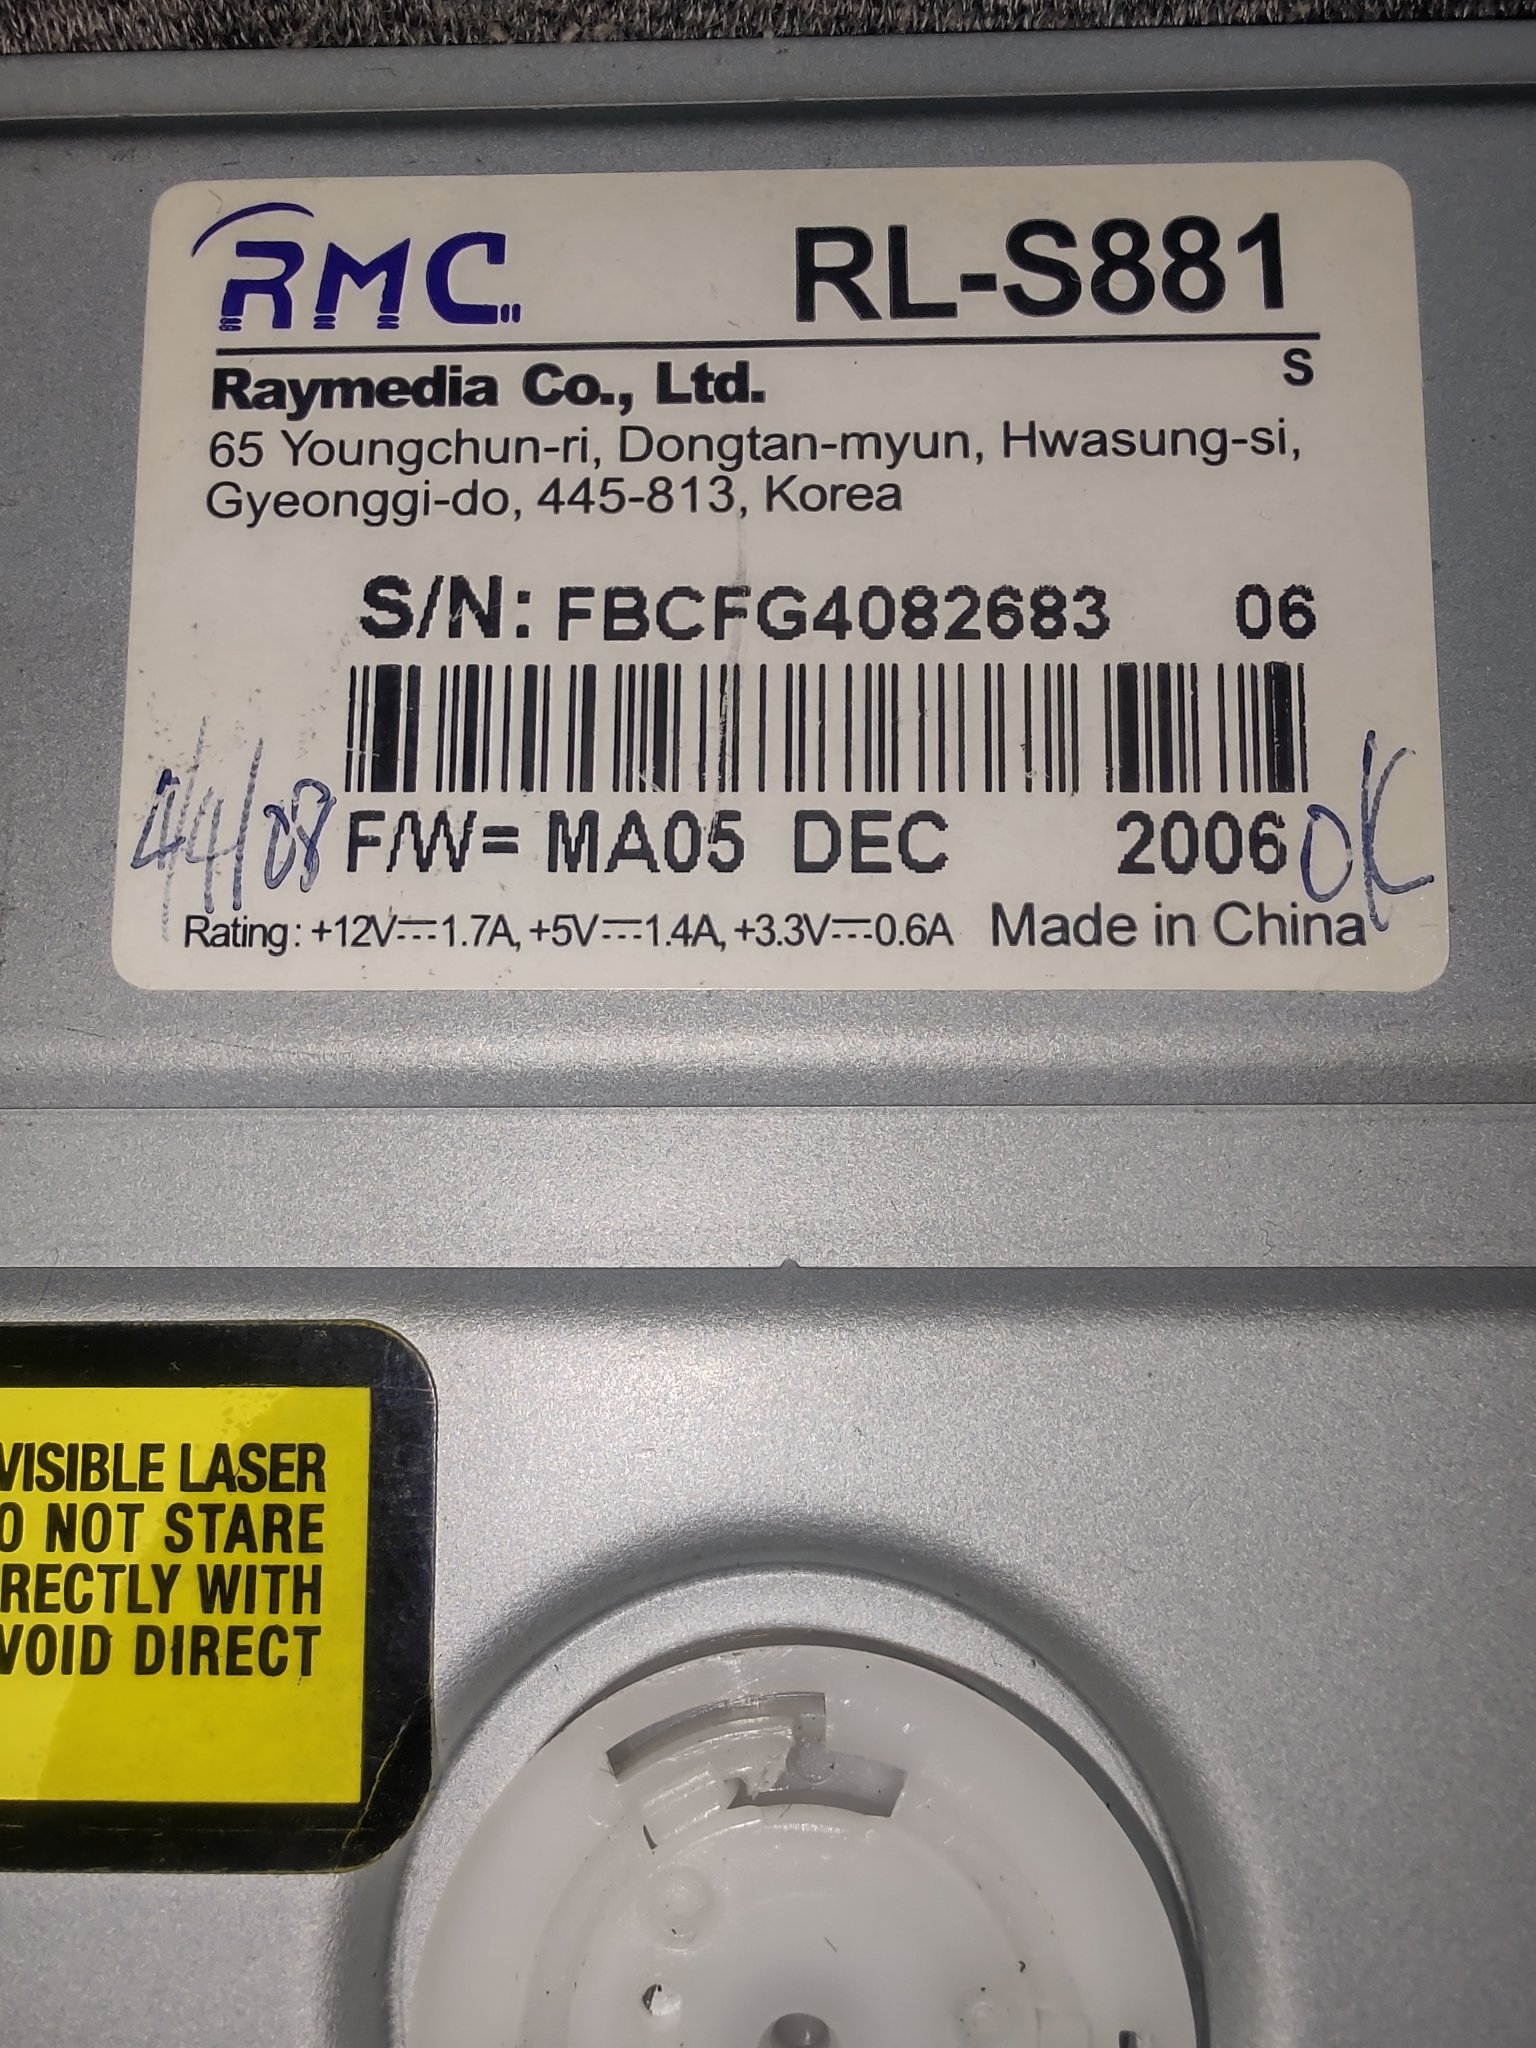 RMC RL-S881
S
Raymedia Co., Ltd.
65 Youngchun-ri, Dongtan-myun, Hwasung-si,
Gyeonggi-do, 445-813, Korea
S/N: FBCFG4082683 06
4/4/08 F/W= MA05 DEC 2006 OK
Rating: +12V⎓1.7A, +5V⎓1.4A, +3.3V⎓0.6A Made in China
VISIBLE LASER
O NOT STARE
RECTLY WITH
VOID DIRECT